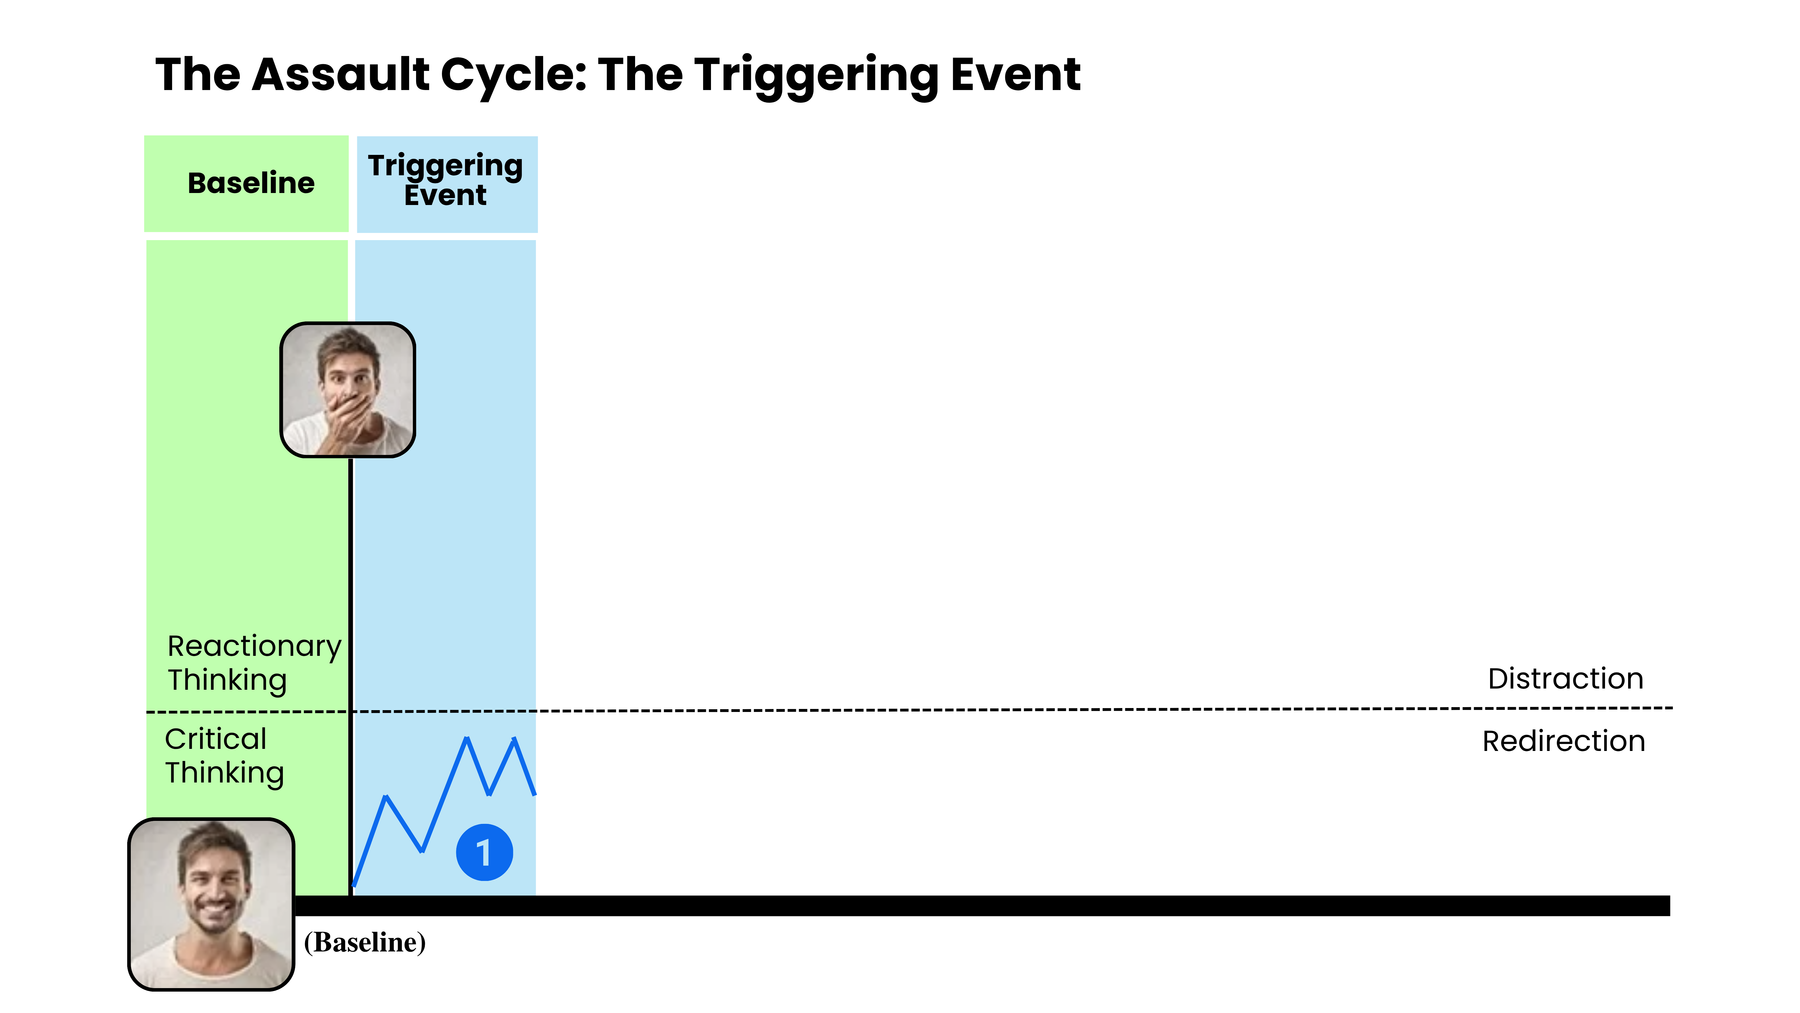 The Assault Cycle: The Triggering Event
Baseline
Triggering
Event
Reactionary
Thinking
Distraction
Critical
Thinking
Redirection
1
(Baseline)